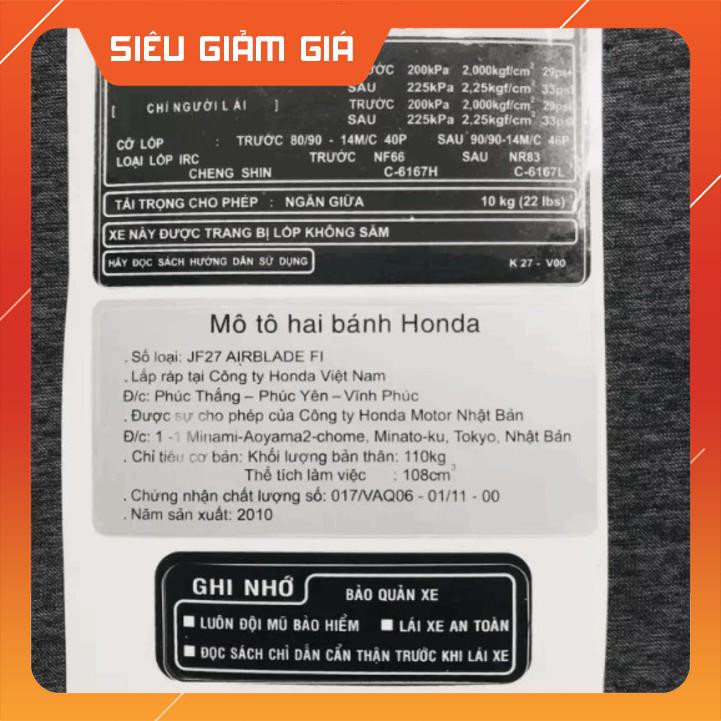 SIÊU GIẢM GIÁ
200kPa 2,000kgf/cm² 29psi
SAU 225kPa 2,25kgf/cm² 33psi
[ CHỈ NGƯỜI LÁI ] TRƯỚC 200kPa 2,000kgf/cm² 29psi
SAU 225kPa 2,25kgf/cm² 33psi
CỠ LỐP : TRƯỚC 80/90 - 14M/C 40P SAU 90/90-14M/C 46P
LOẠI LỐP IRC TRƯỚC NF66 SAU NR83
CHENG SHIN C-6167H C-6167L
TẢI TRỌNG CHO PHÉP : NGĂN GIỮA 10 kg (22 lbs)
XE NÀY ĐƯỢC TRANG BỊ LỐP KHÔNG SĂM
HÃY ĐỌC SÁCH HƯỚNG DẪN SỬ DỤNG K27 - V00
Mô tô hai bánh Honda
. Số loại: JF27 AIRBLADE FI
. Lắp ráp tại Công ty Honda Việt Nam
Đ/c: Phúc Thắng – Phúc Yên – Vĩnh Phúc
. Được sự cho phép của Công ty Honda Motor Nhật Bản
Đ/c: 1 -1 Minami-Aoyama2-chome, Minato-ku, Tokyo, Nhật Bản
. Chỉ tiêu cơ bản: Khối lượng bản thân: 110kg
Thể tích làm việc : 108cm³
. Chứng nhận chất lượng số: 017/VAQ06 - 01/11 - 00
. Năm sản xuất: 2010
GHI NHỚ BẢO QUẢN XE
LUÔN ĐỘI MŨ BẢO HIỂM LÁI XE AN TOÀN
ĐỌC SÁCH CHỈ DẪN CẨN THẬN TRƯỚC KHI LÁI XE